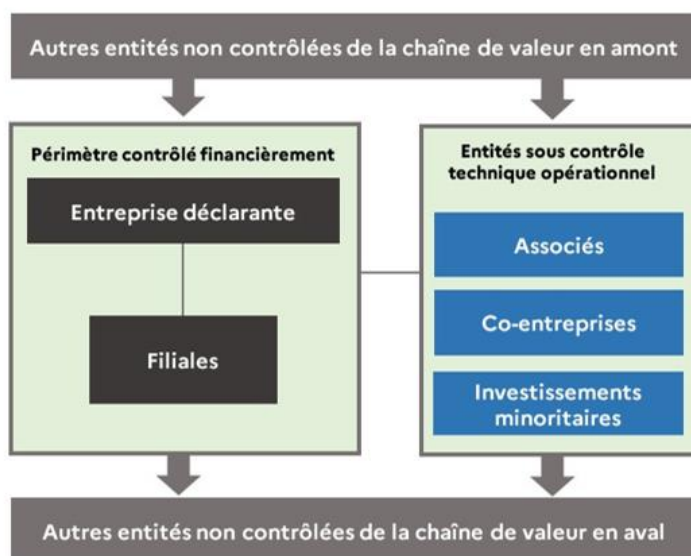 Autres entités non contrôlées de la chaîne de valeur en amont
Périmètre contrôlé financièrement
Entreprise déclarante
Filiales
Entités sous contrôle
technique opérationnel
Associés
Co-entreprises
Investissements
minoritaires
Autres entités non contrôlées de la chaîne de valeur en aval